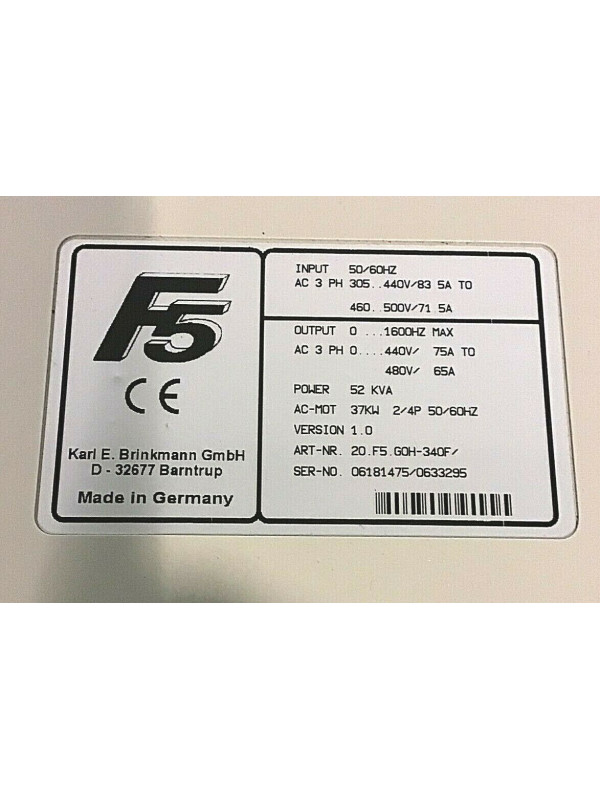 F5
CE
Karl E. Brinkmann GmbH
D - 32677 Barntrup
Made in Germany
INPUT 50/60HZ
AC 3 PH 305..440V/83 5A TO
460..500V/71 5A
OUTPUT 0 ...1600HZ MAX
AC 3 PH 0....440V/ 75A TO
480V/ 65A
POWER 52 KVA
AC-MOT 37KW 2/4P 50/60HZ
VERSION 1.0
ART-NR. 20.F5.G0H-340F/
SER-NO. 06181475/0633295